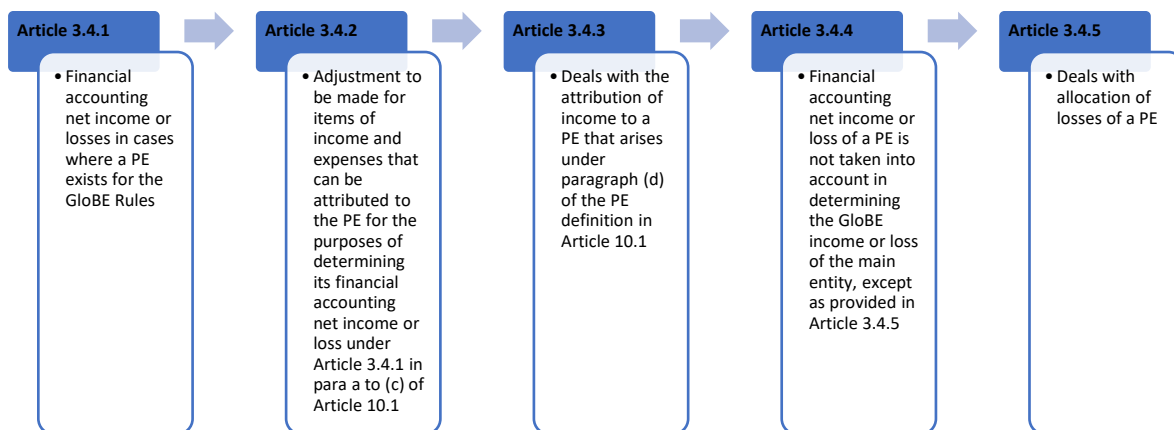 Article 3.4.1
• Financial
accounting
net income or
losses in cases
where a PE
exists for the
GloBE Rules
Article 3.4.2
• Adjustment to
be made for
items of
income and
expenses that
can be
attributed to
the PE for the
purposes of
determining
its financial
accounting
net income or
loss under
Article 3.4.1 in
para a to (c) of
Article 10.1
Article 3.4.3
• Deals with the
attribution of
income to a
PE that arises
under
paragraph (d)
of the PE
definition in
Article 10.1
Article 3.4.4
• Financial
accounting
net income or
loss of a PE is
not taken into
account in
determining
the GloBE
income or loss
of the main
entity, except
as provided in
Article 3.4.5
Article 3.4.5
• Deals with
allocation of
losses of a PE